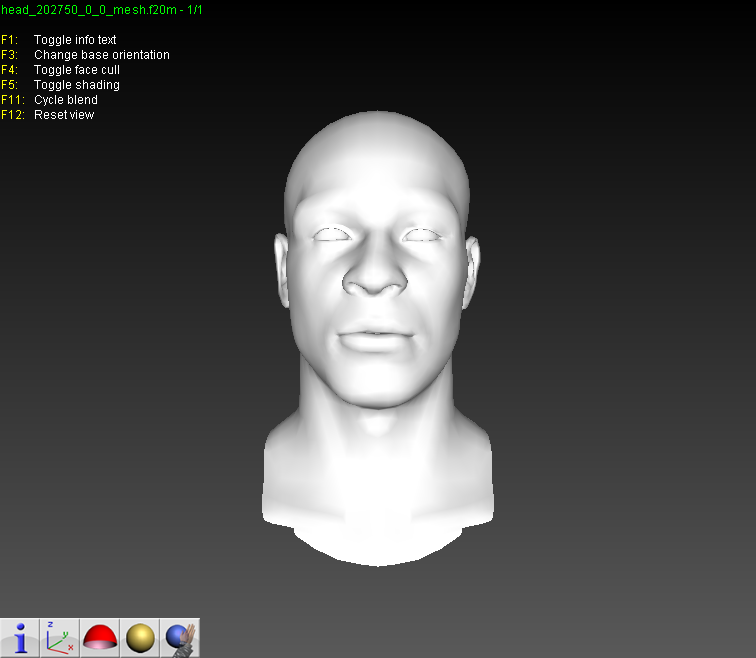 head_202750_0_0_mesh.f20m - 1/1
F1: Toggle info text
F3: Change base orientation
F4: Toggle face cull
F5: Toggle shading
F11: Cycle blend
F12: Reset view
z
y
x